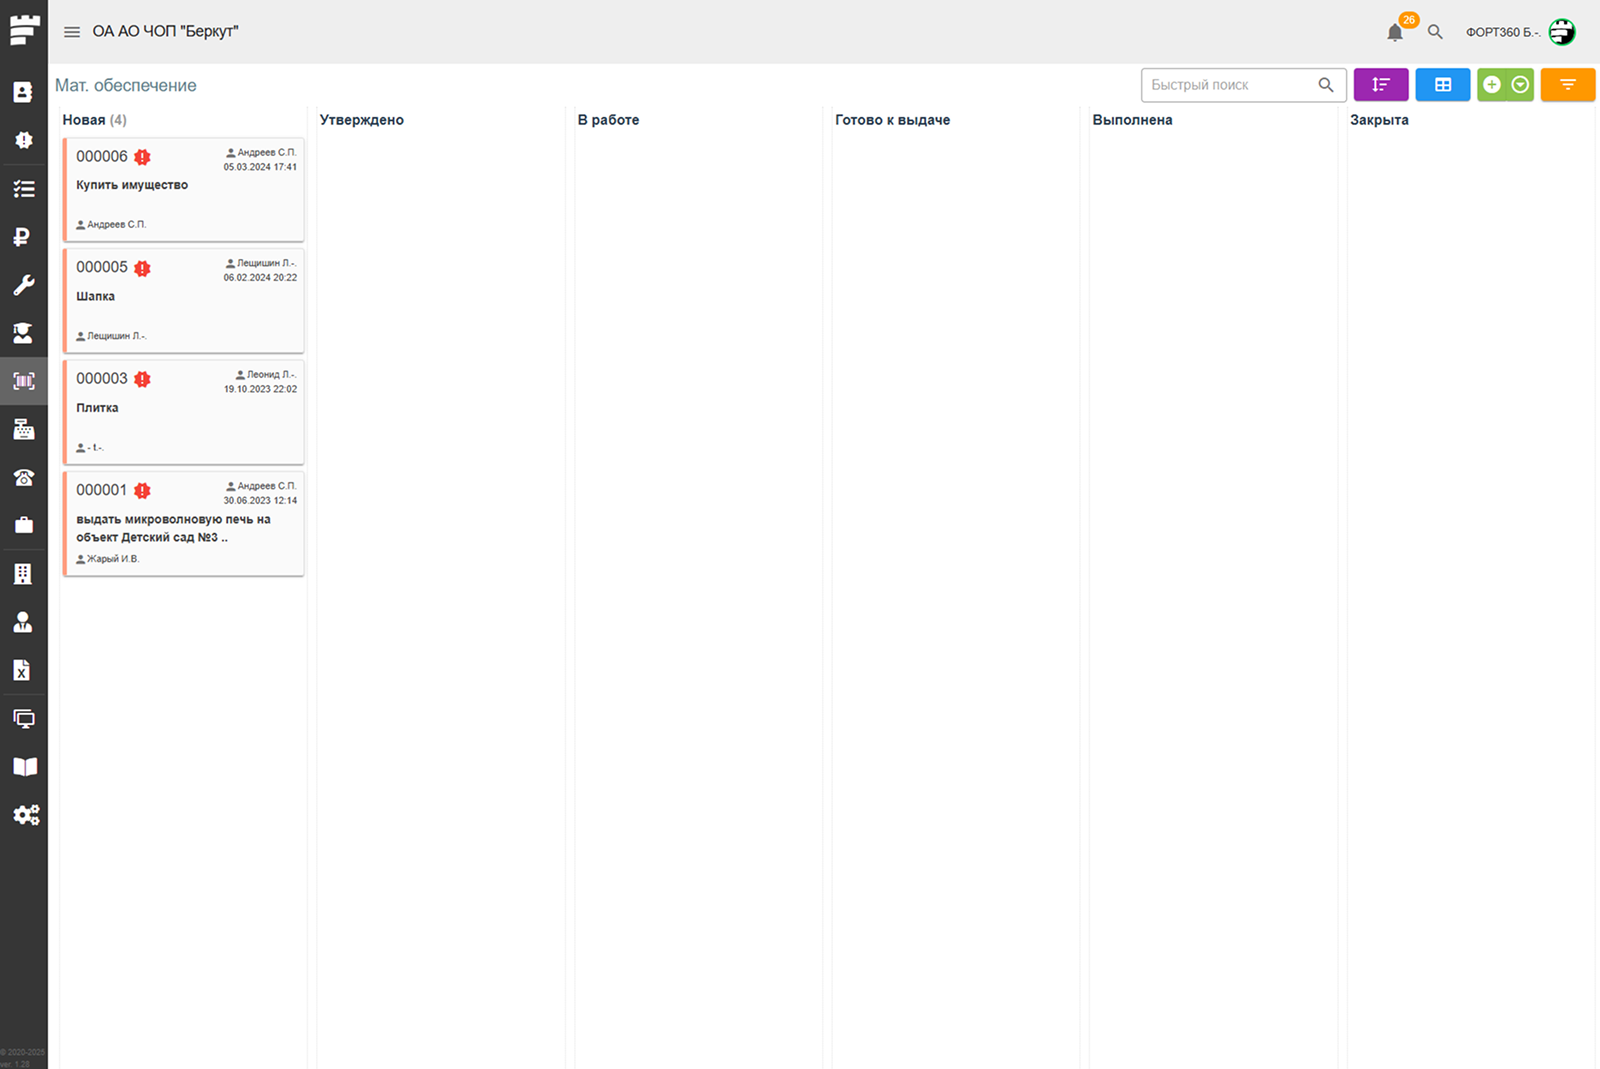 ОА АО ЧОП "Беркут"
26
ФОРТ360 Б.-.
Мат. обеспечение
Быстрый поиск
Новая (4)
Утверждено
В работе
Готово к выдаче
Выполнена
Закрыта
000006
Андреев С.П.
05.03.2024 17:41
Купить имущество
Андреев С.П.
000005
Лещишин Л.-.
06.02.2024 20:22
Шапка
Лещишин Л.-.
000003
Леонид Л.-.
19.10.2023 22:02
Плитка
- t.-.
000001
Андреев С.П.
30.06.2023 12:14
выдать микроволновую печь на
объект Детский сад №3 ..
Жарый И.В.
© 2020-2025
ver. 1.26